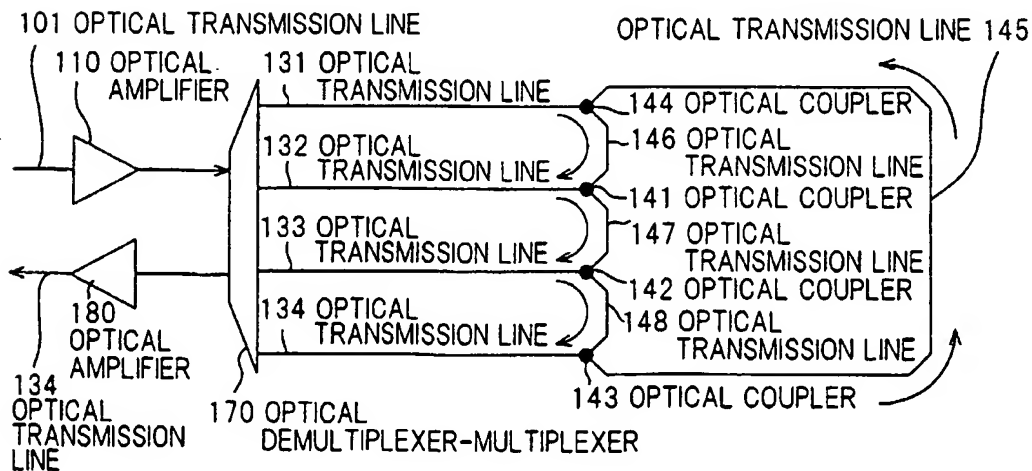 101 OPTICAL TRANSMISSION LINE
110 OPTICAL
AMPLIFIER
131 OPTICAL
TRANSMISSION LINE
OPTICAL TRANSMISSION LINE 145
144 OPTICAL COUPLER
132 OPTICAL
TRANSMISSION LINE
146 OPTICAL
TRANSMISSION LINE
141 OPTICAL COUPLER
133 OPTICAL
TRANSMISSION LINE
147 OPTICAL
TRANSMISSION LINE
142 OPTICAL COUPLER
134 OPTICAL
TRANSMISSION LINE
148 OPTICAL
TRANSMISSION LINE
143 OPTICAL COUPLER
180
OPTICAL
AMPLIFIER
134
OPTICAL
TRANSMISSION
LINE
170 OPTICAL
DEMULTIPLEXER-MULTIPLEXER